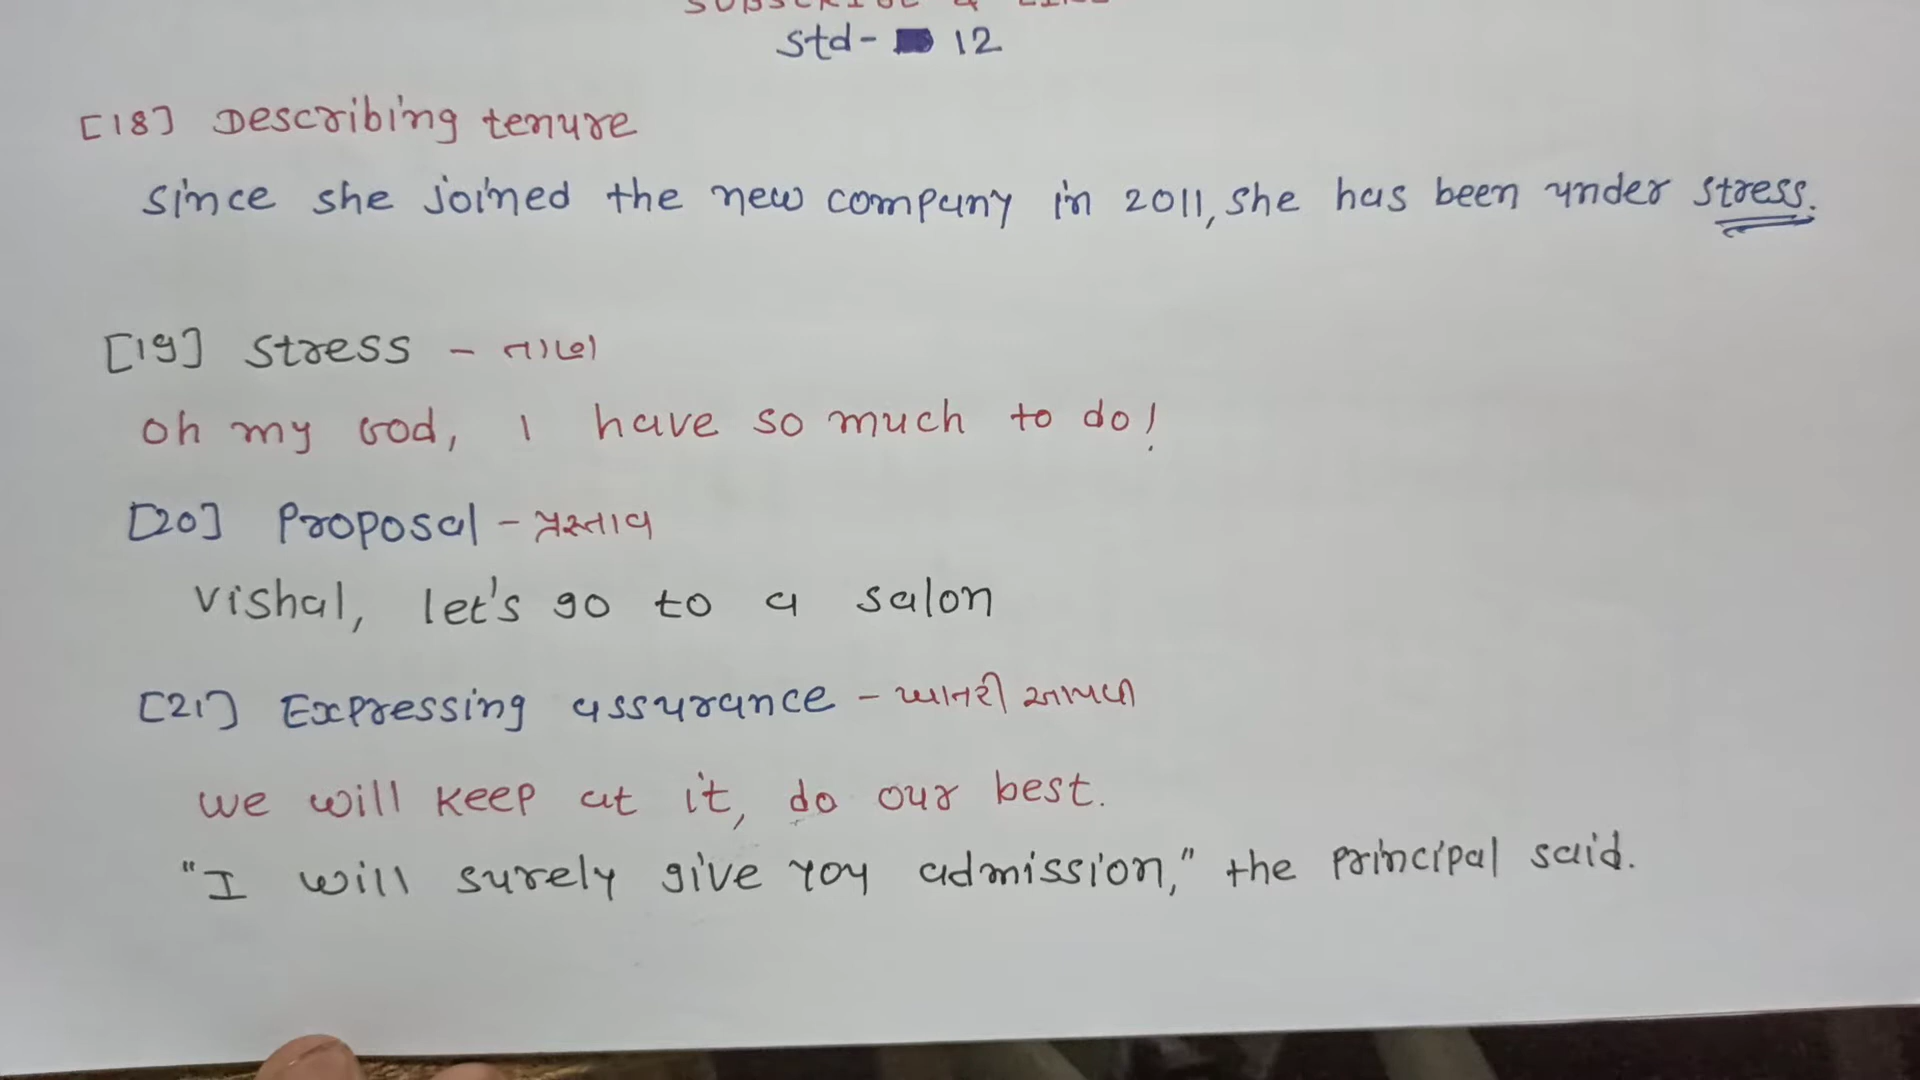 SUBSCRIBE & LIKE
Std- 12
[18] Describing tenure
since she joined the new company in 2011, she has been under stress.
[19] Stress - તાણ
oh my God, I have so much to do!
[20] Proposal - પ્રસ્તાવ
Vishal, let's go to a salon
[21] Expressing assurance - ખાતરી આપવી
we will keep at it, do our best.
"I will surely give you admission," the principal said.